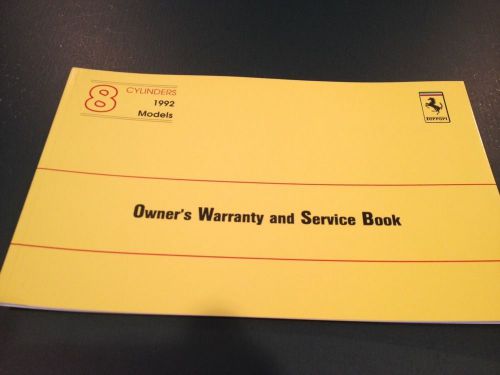 8 CYLINDERS
1992
Models
Ferrari
Owner's Warranty and Service Book